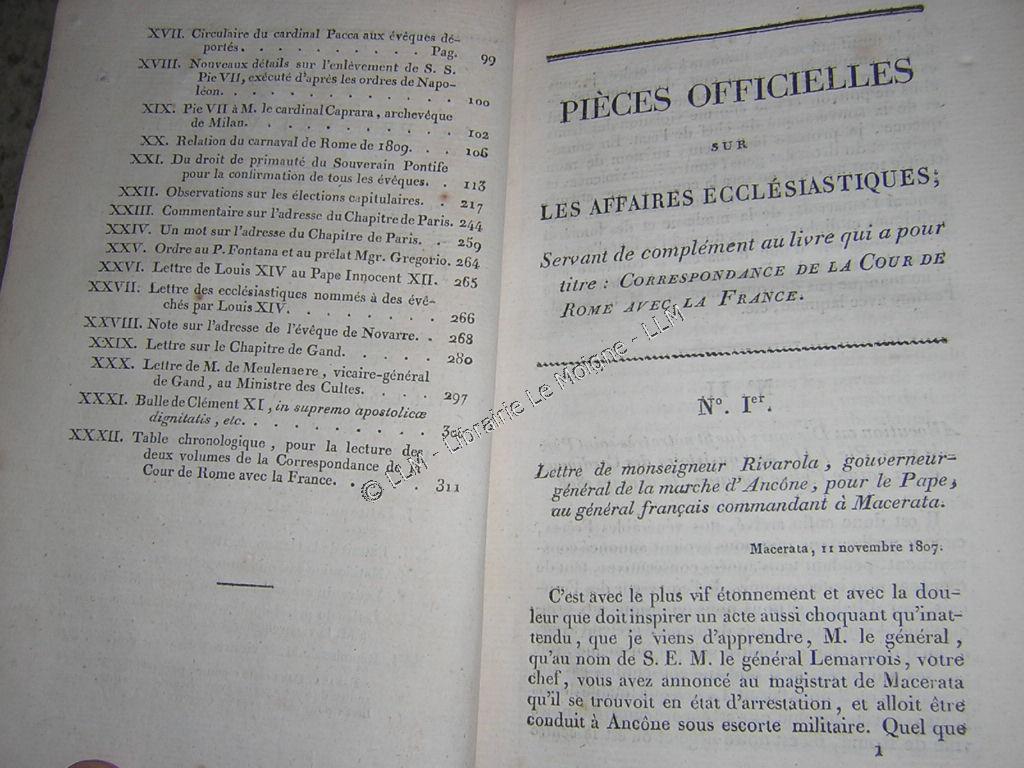 XVII. Circulaire du cardinal Pacca aux évêques dé-
portés. . . . . . . . . . Pag. 99
XVIII. Nouveaux détails sur l'enlèvement de S. S.
Pie VII, exécuté d'après les ordres de Napo-
léon. . . . . . . . . . . 100
XIX. Pie VII à M. le cardinal Caprara, archevêque
de Milan. . . . . . . . . . 102
XX. Relation du carnaval de Rome de 1809. . . 106
XXI. Du droit de primauté du Souverain Pontife
pour la confirmation de tous les évêques. . 113
XXII. Observations sur les élections capitulaires. . 217
XXIII. Commentaire sur l'adresse du Chapitre de Paris. 244
XXIV. Un mot sur l'adresse du Chapitre de Paris. . 259
XXV. Ordre au P. Fontana et au prélat Mgr. Gregorio. 264
XXVI. Lettre de Louis XIV au Pape Innocent XII. . 265
XXVII. Lettre des ecclésiastiques nommés à des évê-
chés par Louis XIV. . . . . . . . 266
XXVIII. Note sur l'adresse de l'évêque de Novarre. . 268
XXIX. Lettre sur le Chapitre de Gand. . . . . 280
XXX. Lettre de M. de Meulenaere, vicaire-général
de Gand, au Ministre des Cultes. . . . . 297
XXXI. Bulle de Clément XI, in supremo apostolicæ
dignitatis, etc. . . . . . . . .
XXXII. Table chronologique, pour la lecture des
deux volumes de la Correspondance de la
Cour de Rome avec la France. . . . . 311
PIÈCES OFFICIELLES
SUR
LES AFFAIRES ECCLÉSIASTIQUES;
Servant de complément au livre qui a pour
titre : CORRESPONDANCE DE LA COUR DE
ROME AVEC LA FRANCE.
N°. Ier.
Lettre de monseigneur Rivarola, gouverneur-
général de la marche d'Ancône, pour le Pape,
au général français commandant à Macerata.
Macerata, 11 novembre 1807.
C'est avec le plus vif étonnement et avec la dou-
leur que doit inspirer un acte aussi choquant qu'inat-
tendu, que je viens d'apprendre, M. le général,
qu'au nom de S. E. M. le général Lemarrois, votre
chef, vous avez annoncé au magistrat de Macerata
qu'il se trouvoit en état d'arrestation, et alloit être
conduit à Ancône sous escorte militaire. Quel que
1
© LLM - Librairie Le Moigne - LLM